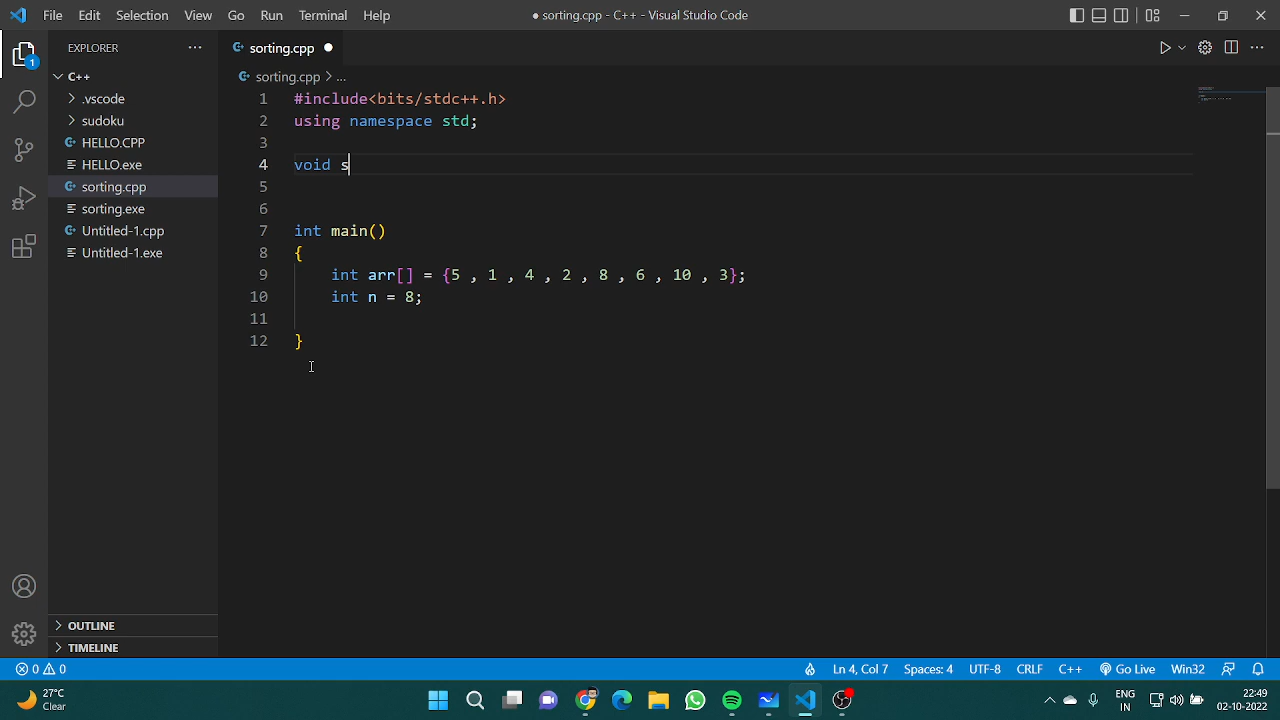 File Edit Selection View Go Run Terminal Help
● sorting.cpp - C++ - Visual Studio Code
EXPLORER
sorting.cpp
1
C++
.vscode
sudoku
HELLO.CPP
HELLO.exe
sorting.cpp
sorting.exe
Untitled-1.cpp
Untitled-1.exe
OUTLINE
TIMELINE
sorting.cpp > ...
1 #include<bits/stdc++.h>
2 using namespace std;
3
4 void s
5
6
7 int main()
8 {
9 int arr[] = {5 , 1 , 4 , 2 , 8 , 6 , 10 , 3};
10 int n = 8;
11
12 }
0 0 Ln 4, Col 7 Spaces: 4 UTF-8 CRLF C++ Go Live Win32
27°C
Clear
ENG
IN
22:49
02-10-2022